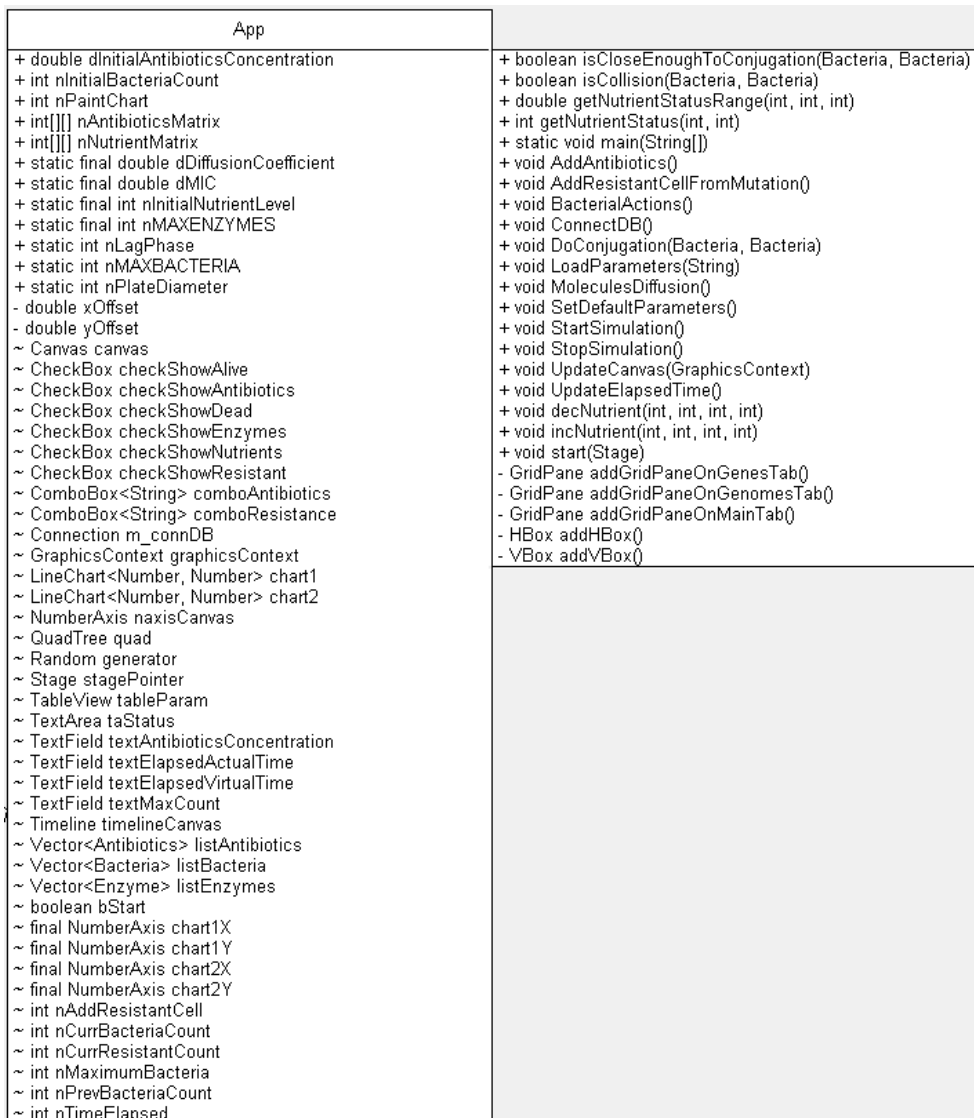 App
+ double dInitialAntibioticsConcentration
+ int nInitialBacteriaCount
+ int nPaintChart
+ int[][] nAntibioticsMatrix
+ int[][] nNutrientMatrix
+ static final double dDiffusionCoefficient
+ static final double dMIC
+ static final int nInitialNutrientLevel
+ static final int nMAXENZYMES
+ static int nLagPhase
+ static int nMAXBACTERIA
+ static int nPlateDiameter
- double xOffset
- double yOffset
~ Canvas canvas
~ CheckBox checkShowAlive
~ CheckBox checkShowAntibiotics
~ CheckBox checkShowDead
~ CheckBox checkShowEnzymes
~ CheckBox checkShowNutrients
~ CheckBox checkShowResistant
~ ComboBox<String> comboAntibiotics
~ ComboBox<String> comboResistance
~ Connection m_connDB
~ GraphicsContext graphicsContext
~ LineChart<Number, Number> chart1
~ LineChart<Number, Number> chart2
~ NumberAxis naxisCanvas
~ QuadTree quad
~ Random generator
~ Stage stagePointer
~ TableView tableParam
~ TextArea taStatus
~ TextField textAntibioticsConcentration
~ TextField textElapsedActualTime
~ TextField textElapsedVirtualTime
~ TextField textMaxCount
~ Timeline timelineCanvas
~ Vector<Antibiotics> listAntibiotics
~ Vector<Bacteria> listBacteria
~ Vector<Enzyme> listEnzymes
~ boolean bStart
~ final NumberAxis chart1X
~ final NumberAxis chart1Y
~ final NumberAxis chart2X
~ final NumberAxis chart2Y
~ int nAddResistantCell
~ int nCurrBacteriaCount
~ int nCurrResistantCount
~ int nMaximumBacteria
~ int nPrevBacteriaCount
~ int nTimeElapsed
+ boolean isCloseEnoughToConjugation(Bacteria, Bacteria)
+ boolean isCollision(Bacteria, Bacteria)
+ double getNutrientStatusRange(int, int, int)
+ int getNutrientStatus(int, int)
+ static void main(String[])
+ void AddAntibiotics()
+ void AddResistantCellFromMutation()
+ void BacterialActions()
+ void ConnectDB()
+ void DoConjugation(Bacteria, Bacteria)
+ void LoadParameters(String)
+ void MoleculesDiffusion()
+ void SetDefaultParameters()
+ void StartSimulation()
+ void StopSimulation()
+ void UpdateCanvas(GraphicsContext)
+ void UpdateElapsedTime()
+ void decNutrient(int, int, int, int)
+ void incNutrient(int, int, int, int)
+ void start(Stage)
- GridPane addGridPaneOnGenesTab()
- GridPane addGridPaneOnGenomesTab()
- GridPane addGridPaneOnMainTab()
- HBox addHBox()
- VBox addVBox()